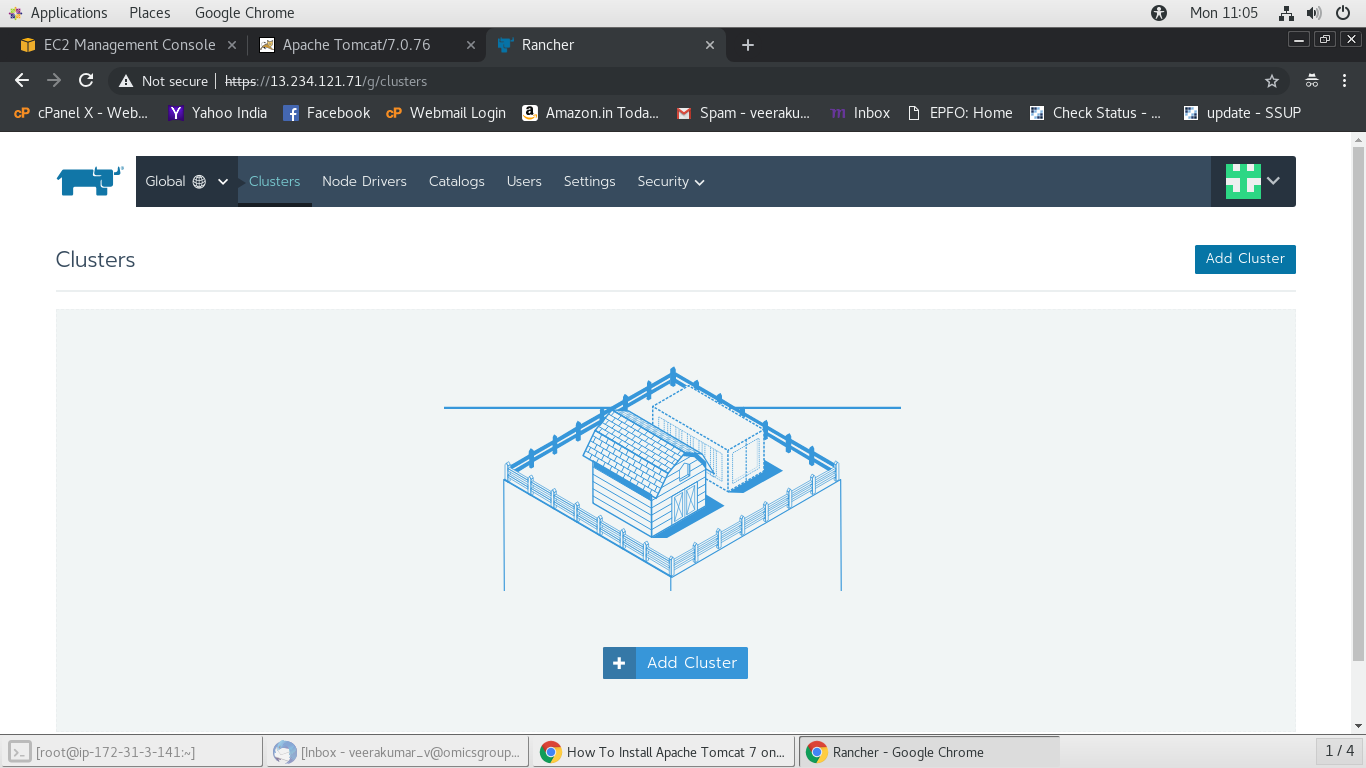 Applications Places Google Chrome Mon 11:05
EC2 Management Console Apache Tomcat/7.0.76 Rancher
Not secure https://13.234.121.71/g/clusters
cP cPanel X - Web... Yahoo India Facebook cP Webmail Login Amazon.in Toda... Spam - veeraku... Inbox EPFO: Home Check Status - ... update - SSUP
Global Clusters Node Drivers Catalogs Users Settings Security
Clusters Add Cluster
Add Cluster
[root@ip-172-31-3-141:~] [Inbox - veerakumar_v@omicsgroup... How To Install Apache Tomcat 7 on... Rancher - Google Chrome 1 / 4